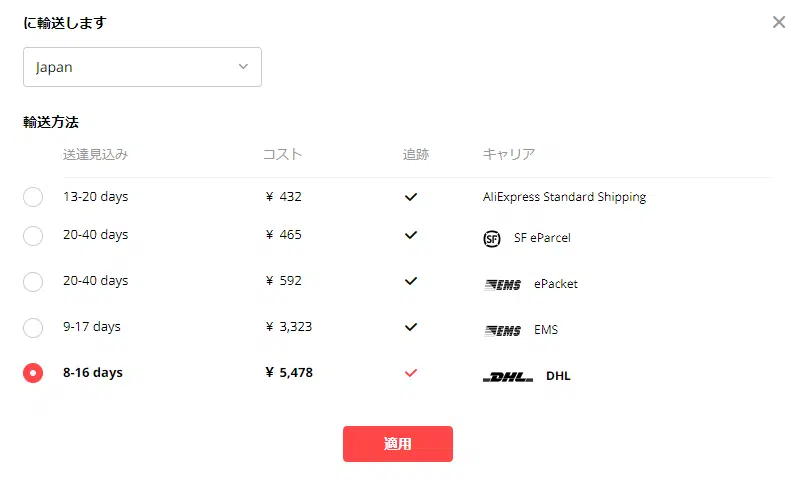 に輸送します
Japan
輸送方法
送達見込み コスト 追跡 キャリア
13-20 days ¥ 432 AliExpress Standard Shipping
20-40 days ¥ 465 SF SF eParcel
20-40 days ¥ 592 EMS ePacket
9-17 days ¥ 3,323 EMS EMS
8-16 days ¥ 5,478 DHL DHL
適用